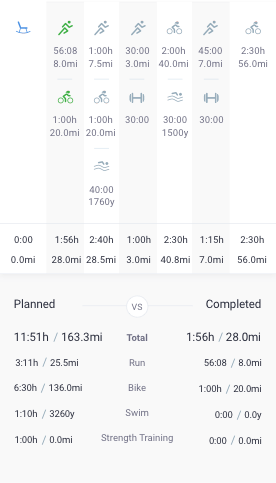 56:08 1:00h 30:00 2:00h 45:00 2:30h
8.0mi 7.5mi 3.0mi 40.0mi 7.0mi 56.0mi
1:00h 1:00h 30:00 30:00 30:00
20.0mi 20.0mi 1500y
40:00
1760y
0:00 1:56h 2:40h 1:00h 2:30h 1:15h 2:30h
0.0mi 28.0mi 28.5mi 3.0mi 40.8mi 7.0mi 56.0mi
Planned VS Completed
11:51h / 163.3mi Total 1:56h / 28.0mi
3:11h / 25.5mi Run 56:08 / 8.0mi
6:30h / 136.0mi Bike 1:00h / 20.0mi
1:10h / 3260y Swim 0:00 / 0.0y
1:00h / 0.0mi Strength Training 0:00 / 0.0mi